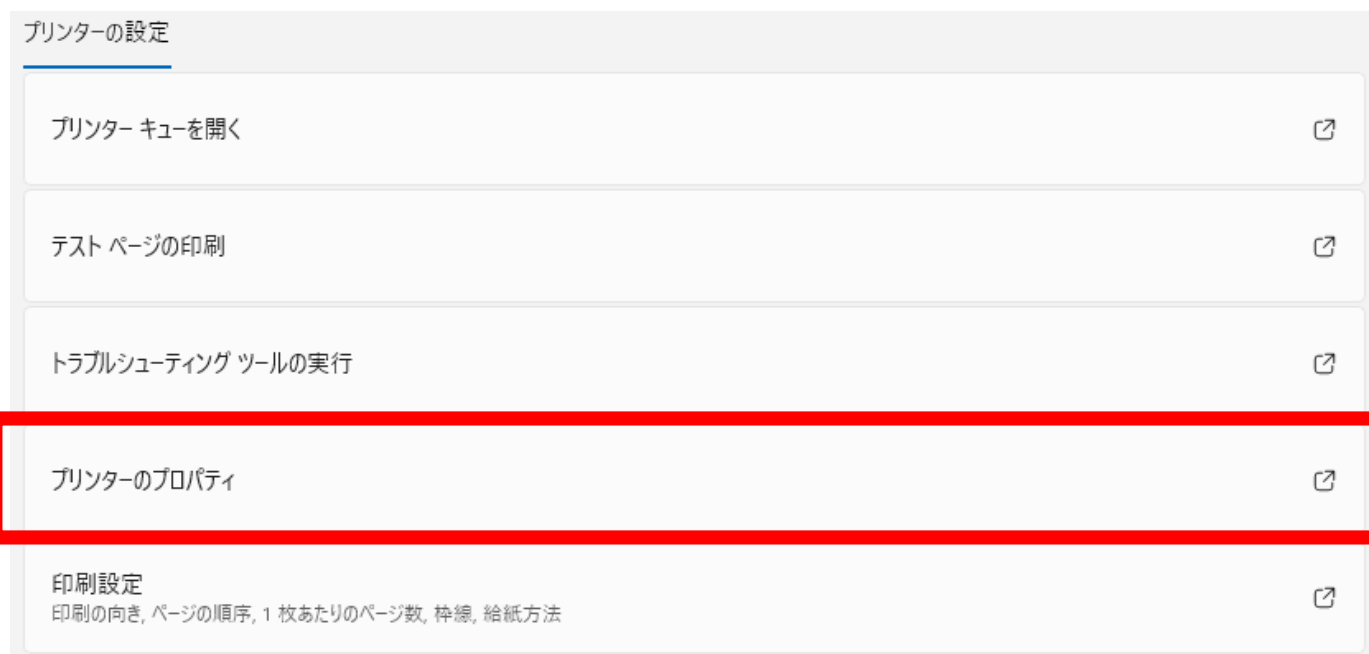 プリンターの設定
プリンター キューを開く
テスト ページの印刷
トラブルシューティング ツールの実行
プリンターのプロパティ
印刷設定
印刷の向き, ページの順序, 1 枚あたりのページ数, 枠線, 給紙方法